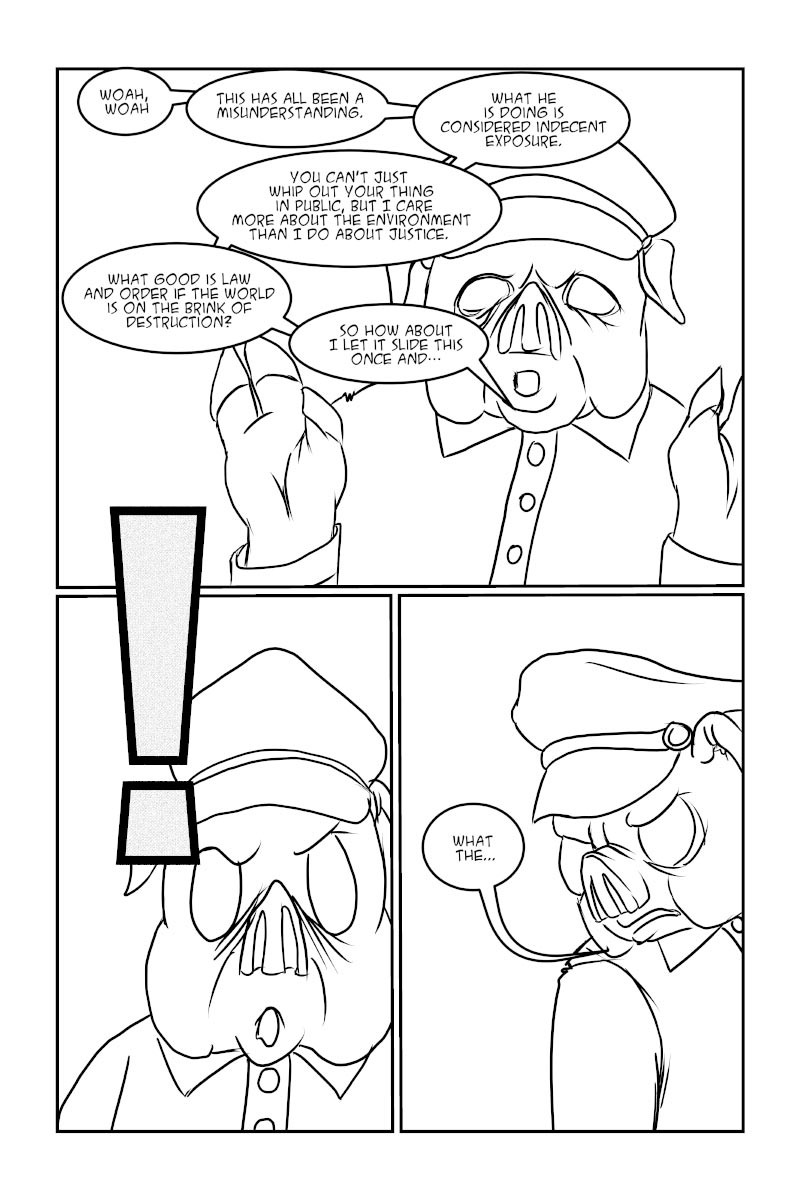 WOAH,
WOAH
THIS HAS ALL BEEN A
MISUNDERSTANDING.
WHAT HE
IS DOING IS
CONSIDERED INDECENT
EXPOSURE.
YOU CAN'T JUST
WHIP OUT YOUR THING
IN PUBLIC, BUT I CARE
MORE ABOUT THE ENVIRONMENT
THAN I DO ABOUT JUSTICE.
WHAT GOOD IS LAW
AND ORDER IF THE WORLD
IS ON THE BRINK OF
DESTRUCTION?
SO HOW ABOUT
I LET IT SLIDE THIS
ONCE AND...
!
WHAT
THE...